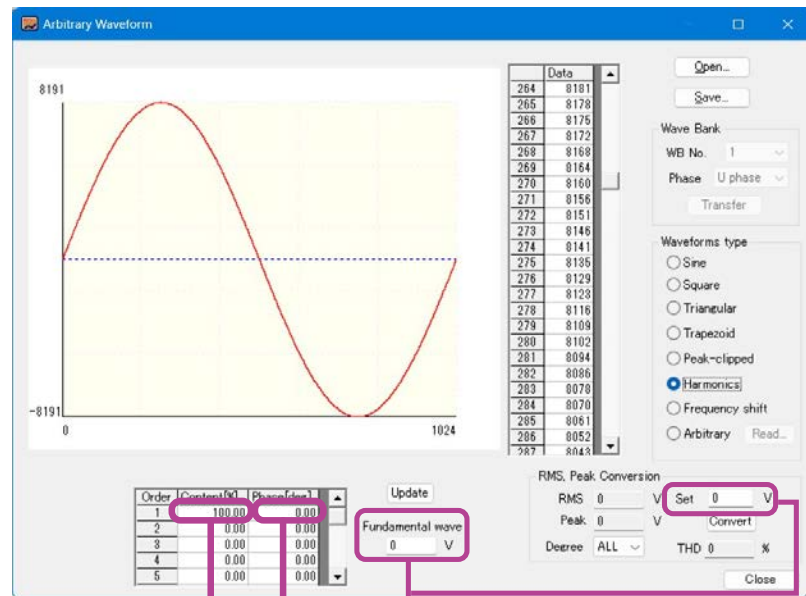 Arbitrary Waveform
8191
-8191
0
1024
Data
264 8181
265 8178
266 8175
267 8172
268 8168
269 8164
270 8160
271 8156
272 8151
273 8146
274 8141
275 8135
276 8129
277 8123
278 8116
279 8109
280 8102
281 8094
282 8086
283 8078
284 8070
285 8061
286 8052
287 8043
Open...
Save...
Wave Bank
WB No. 1
Phase U phase
Transfer
Waveforms type
Sine
Square
Triangular
Trapezoid
Peak-clipped
Harmonics
Frequency shift
Arbitrary Read...
Order Content[%] Phase[deg]
1 100.00 0.00
2 0.00 0.00
3 0.00 0.00
4 0.00 0.00
5 0.00 0.00
Update
Fundamental wave
0 V
RMS, Peak Conversion
RMS 0 V Set 0 V
Peak 0 V Convert
Degree ALL THD 0 %
Close